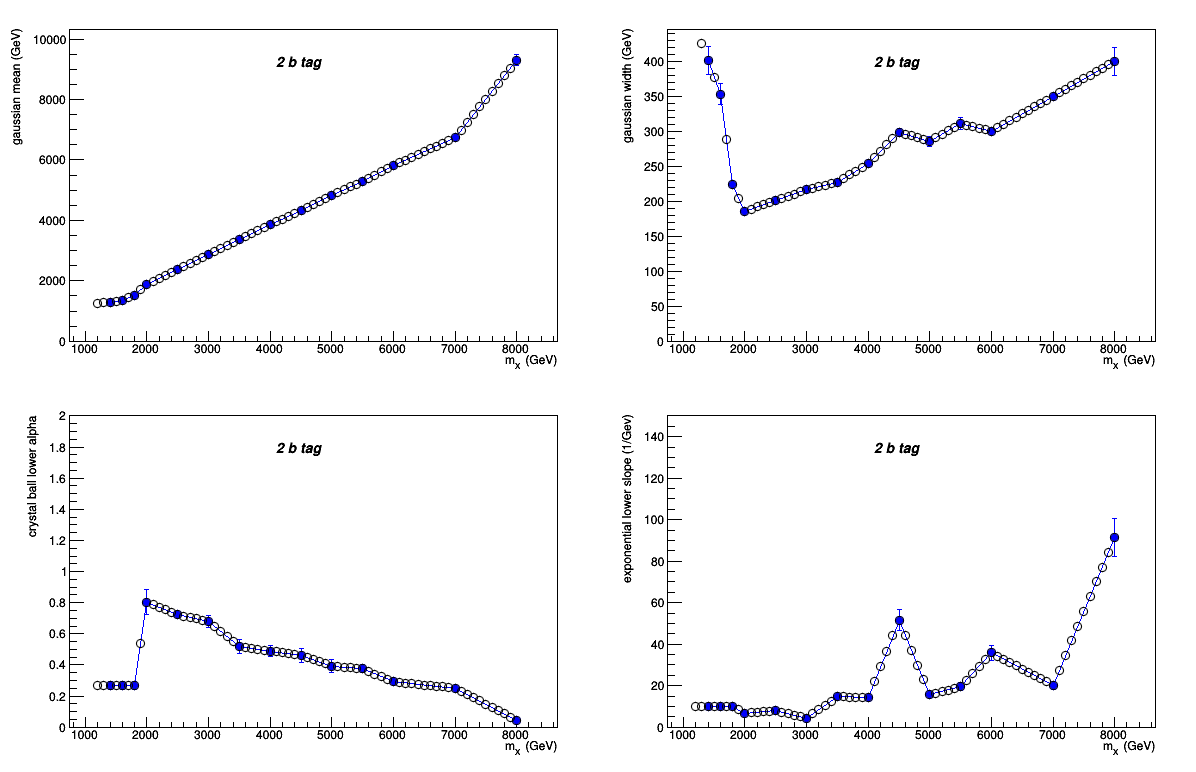 gaussian mean (GeV)
2 b tag
10000
8000
6000
4000
2000
0
1000 2000 3000 4000 5000 6000 7000 8000
m_x (GeV)
gaussian width (GeV)
2 b tag
400
350
300
250
200
150
100
50
0
1000 2000 3000 4000 5000 6000 7000 8000
m_x (GeV)
crystal ball lower alpha
2 b tag
2
1.8
1.6
1.4
1.2
1
0.8
0.6
0.4
0.2
0
1000 2000 3000 4000 5000 6000 7000 8000
m_x (GeV)
exponential lower slope (1/Gev)
2 b tag
140
120
100
80
60
40
20
0
1000 2000 3000 4000 5000 6000 7000 8000
m_x (GeV)